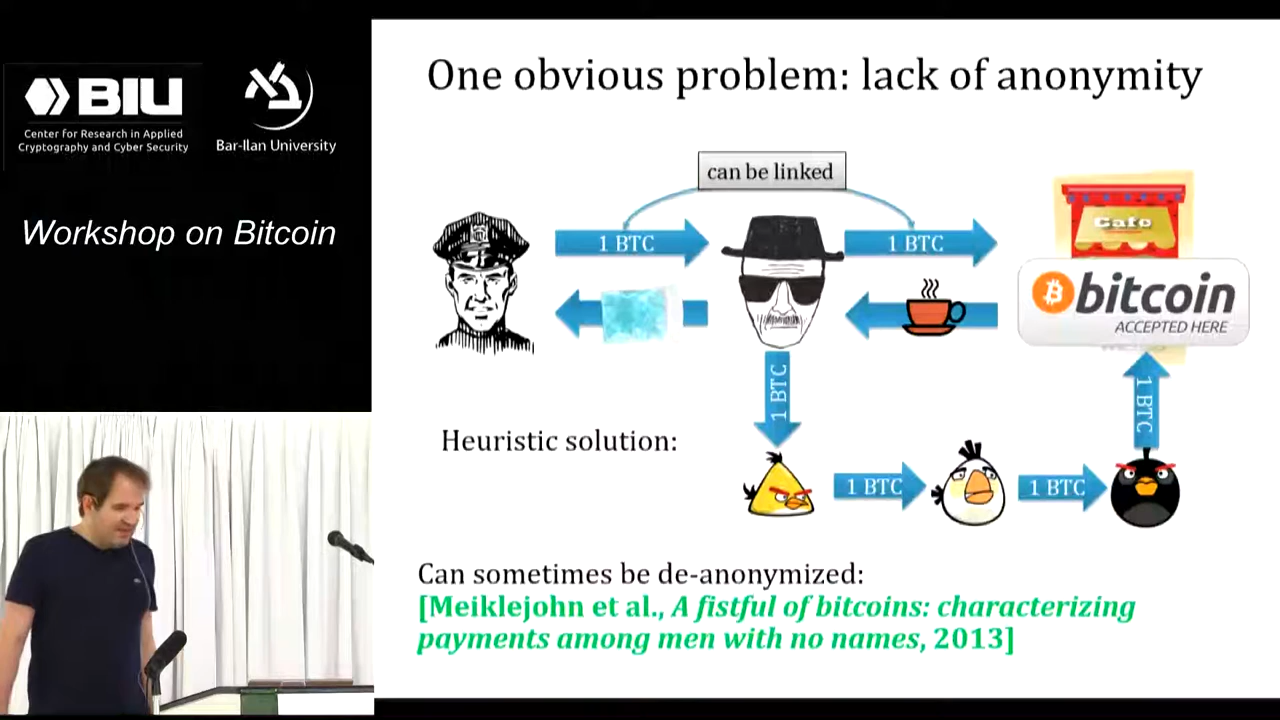 BIU
Center for Research in Applied
Cryptography and Cyber Security
Bar-Ilan University
Workshop on Bitcoin
One obvious problem: lack of anonymity
can be linked
1 BTC
1 BTC
Cafe
bitcoin
ACCEPTED HERE
1 BTC
1 BTC
Heuristic solution:
1 BTC
1 BTC
Can sometimes be de-anonymized:
[Meiklejohn et al., A fistful of bitcoins: characterizing
payments among men with no names, 2013]